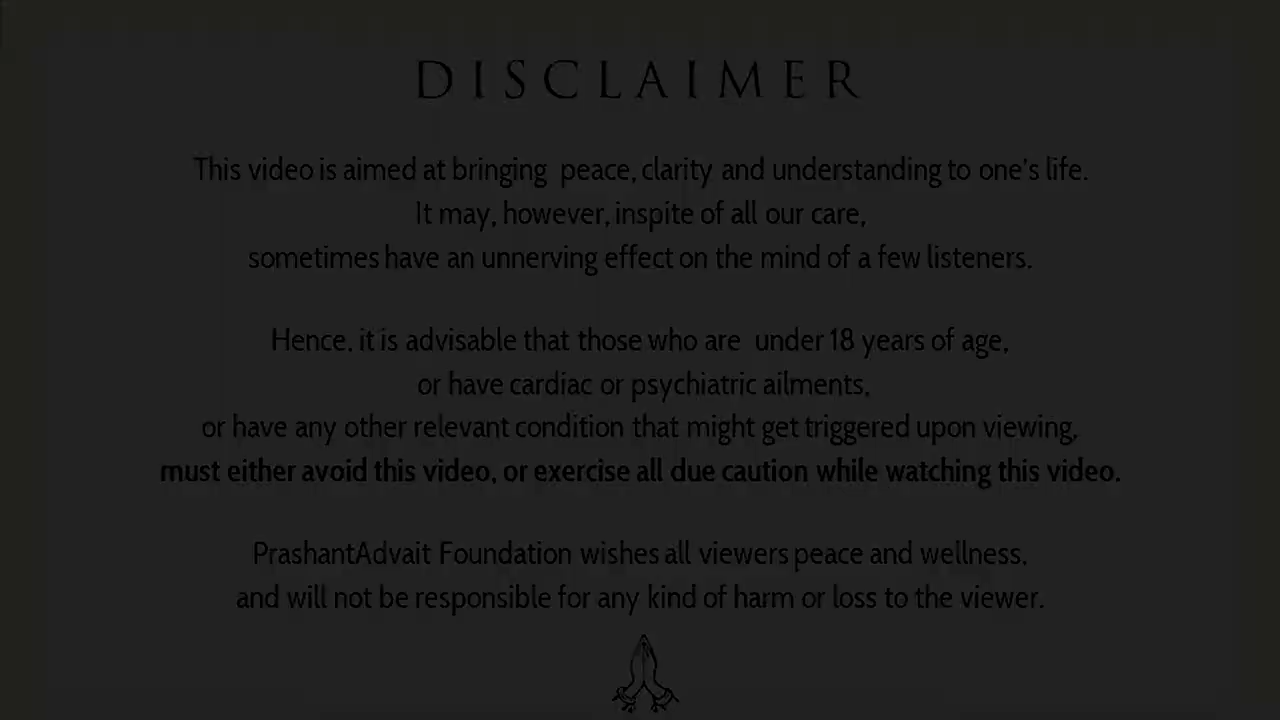 DISCLAIMER
This video is aimed at bringing peace, clarity and understanding to one's life.
It may, however, inspite of all our care,
sometimes have an unnerving effect on the mind of a few listeners.
Hence, it is advisable that those who are under 18 years of age,
or have cardiac or psychiatric ailments,
or have any other relevant condition that might get triggered upon viewing,
must either avoid this video, or exercise all due caution while watching this video.
PrashantAdvait Foundation wishes all viewers peace and wellness,
and will not be responsible for any kind of harm or loss to the viewer.